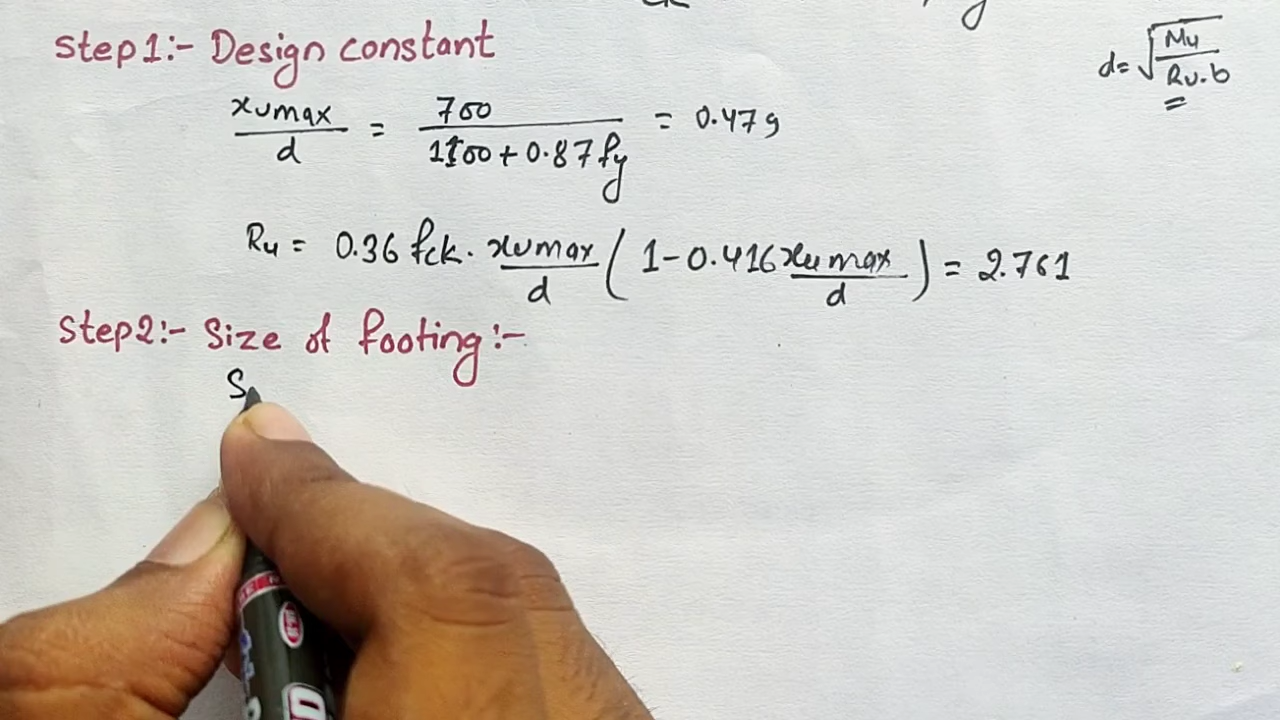 Step1:- Design constant
d = √(Mu / Ru.b)
xumax / d = 700 / 1100 + 0.87 fy = 0.479
Ru = 0.36 fck. xumax / d ( 1 - 0.416 xumax / d ) = 2.761
Step2:- Size of footing:-
S